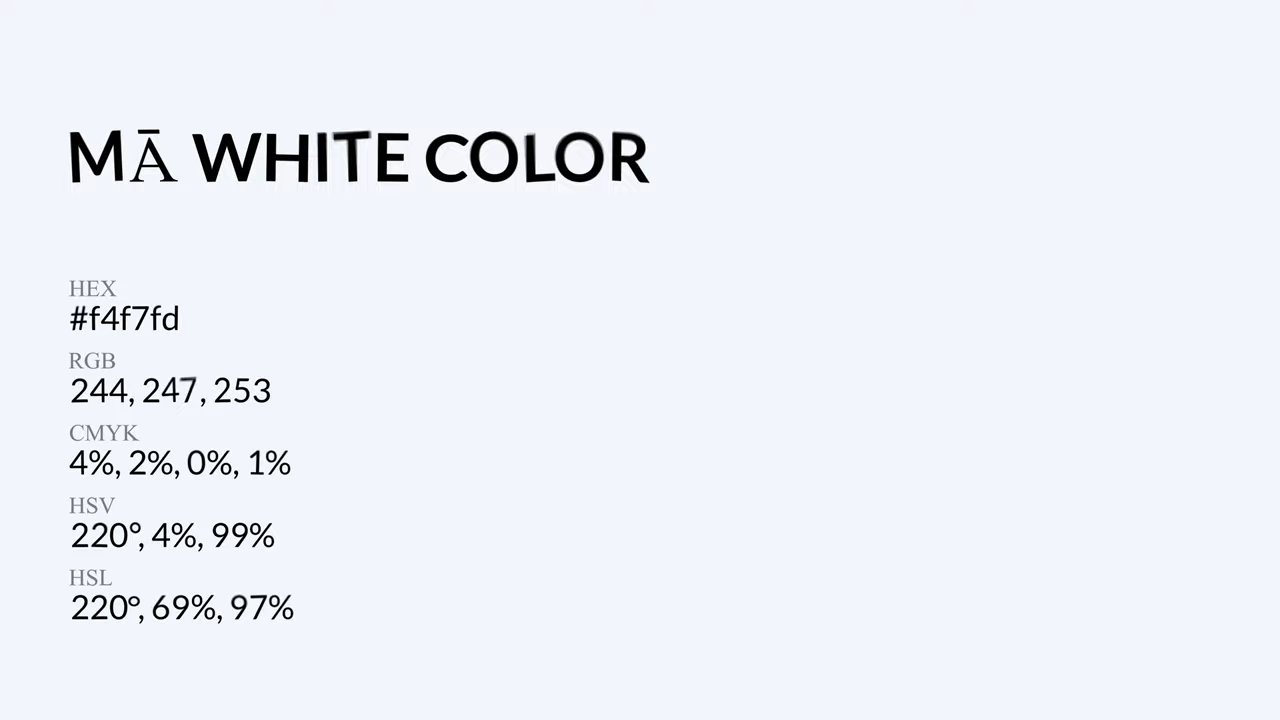 MĀ WHITE COLOR
HEX
#f4f7fd
RGB
244, 247, 253
CMYK
4%, 2%, 0%, 1%
HSV
220°, 4%, 99%
HSL
220°, 69%, 97%